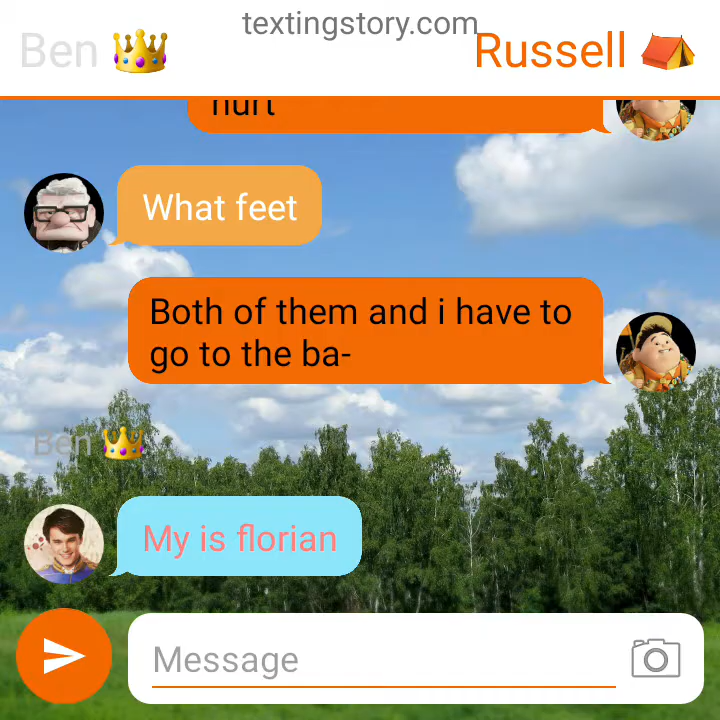 textingstory.com
Ben 👑
Russell ⛺
hurt
What feet
Both of them and i have to
go to the ba-
Ben 👑
My is florian
Message